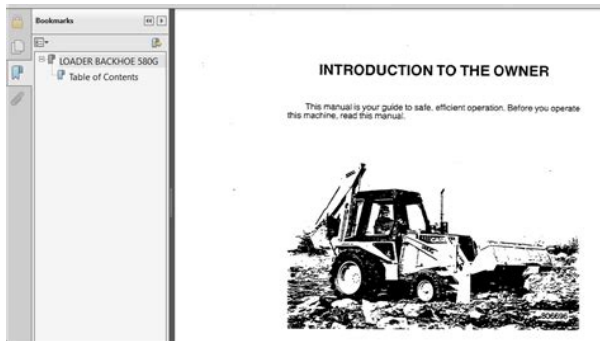 Bookmarks
LOADER BACKHOE 580G
Table of Contents
INTRODUCTION TO THE OWNER
This manual is your guide to safe, efficient operation. Before you operate
this machine, read this manual.
806696